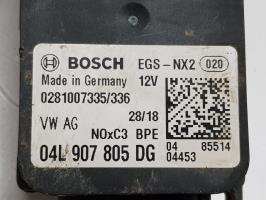 BOSCH EGS-NX2 020
Made in Germany 12V
0281007335/336
28/18
VW AG
NOxC3 BPE
04L 907 805 DG
04 85514
04453